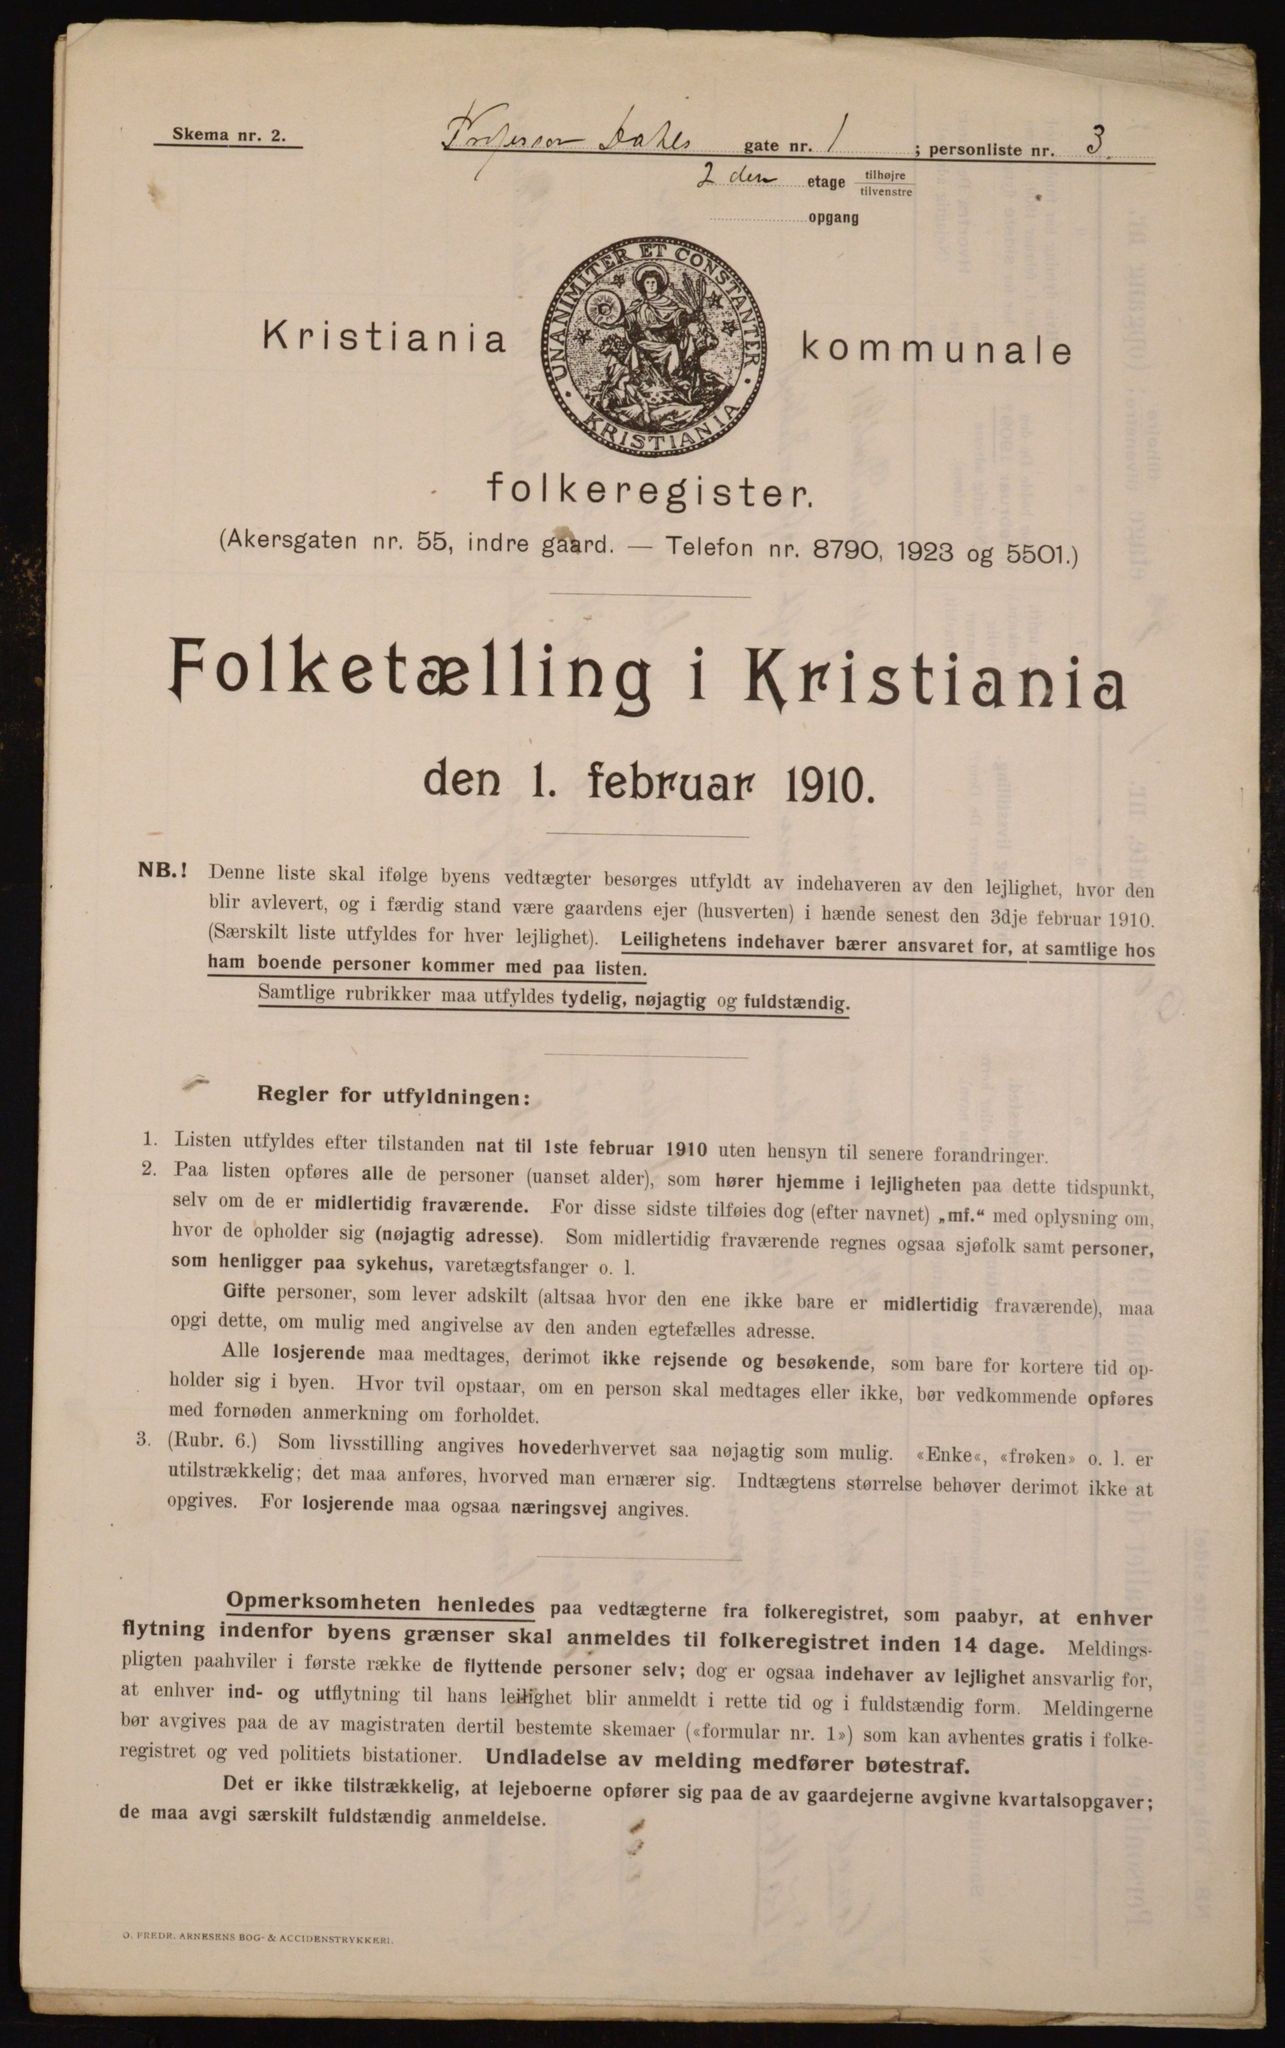 Skema nr. 2. Professor Dahls gate nr. 1 ; personliste nr. 3.
2 den etage tilhøjre
tilvenstre
opgang
UNANIMITER ET CONSTANTER
KRISTIANIA
Kristiania kommunale
folkeregister.
(Akersgaten nr. 55, indre gaard. — Telefon nr. 8790, 1923 og 5501.)
Folketælling i Kristiania
den 1. februar 1910.
NB.! Denne liste skal ifølge byens vedtægter besørges utfyldt av indehaveren av den lejlighet, hvor den
blir avlevert, og i færdig stand være gaardens ejer (husverten) i hænde senest den 3dje februar 1910.
(Særskilt liste utfyldes for hver lejlighet). Leilighetens indehaver bærer ansvaret for, at samtlige hos
ham boende personer kommer med paa listen.
Samtlige rubrikker maa utfyldes tydelig, nøjagtig og fuldstændig.
Regler for utfyldningen:
1. Listen utfyldes efter tilstanden nat til 1ste februar 1910 uten hensyn til senere forandringer.
2. Paa listen opføres alle de personer (uanset alder), som hører hjemme i lejligheten paa dette tidspunkt,
selv om de er midlertidig fraværende. For disse sidste tilføies dog (efter navnet) „mf.“ med oplysning om,
hvor de opholder sig (nøjagtig adresse). Som midlertidig fraværende regnes ogsaa sjøfolk samt personer,
som henligger paa sykehus, varetægtsfanger o. l.
Gifte personer, som lever adskilt (altsaa hvor den ene ikke bare er midlertidig fraværende), maa
opgi dette, om mulig med angivelse av den anden egtefælles adresse.
Alle losjerende maa medtages, derimot ikke rejsende og besøkende, som bare for kortere tid op-
holder sig i byen. Hvor tvil opstaar, om en person skal medtages eller ikke, bør vedkommende opføres
med fornøden anmerkning om forholdet.
3. (Rubr. 6.) Som livsstilling angives hovederhvervet saa nøjagtig som mulig. «Enke«, «frøken» o. l. er
utilstrækkelig; det maa anføres, hvorved man ernærer sig. Indtægtens størrelse behøver derimot ikke at
opgives. For losjerende maa ogsaa næringsvej angives.
Opmerksomheten henledes paa vedtægterne fra folkeregistret, som paabyr, at enhver
flytning indenfor byens grænser skal anmeldes til folkeregistret inden 14 dage. Meldings-
pligten paahviler i første række de flyttende personer selv; dog er ogsaa indehaver av lejlighet ansvarlig for,
at enhver ind- og utflytning til hans leilighet blir anmeldt i rette tid og i fuldstændig form. Meldingerne
bør avgives paa de av magistraten dertil bestemte skemaer («formular nr. 1») som kan avhentes gratis i folke-
registret og ved politiets bistationer. Undladelse av melding medfører bøtestraf.
Det er ikke tilstrækkelig, at lejeboerne opfører sig paa de av gaardejerne avgivne kvartalsopgaver;
de maa avgi særskilt fuldstændig anmeldelse.
O. FREDR. ARNESENS BOG- & ACCIDENSTRYKKERI.